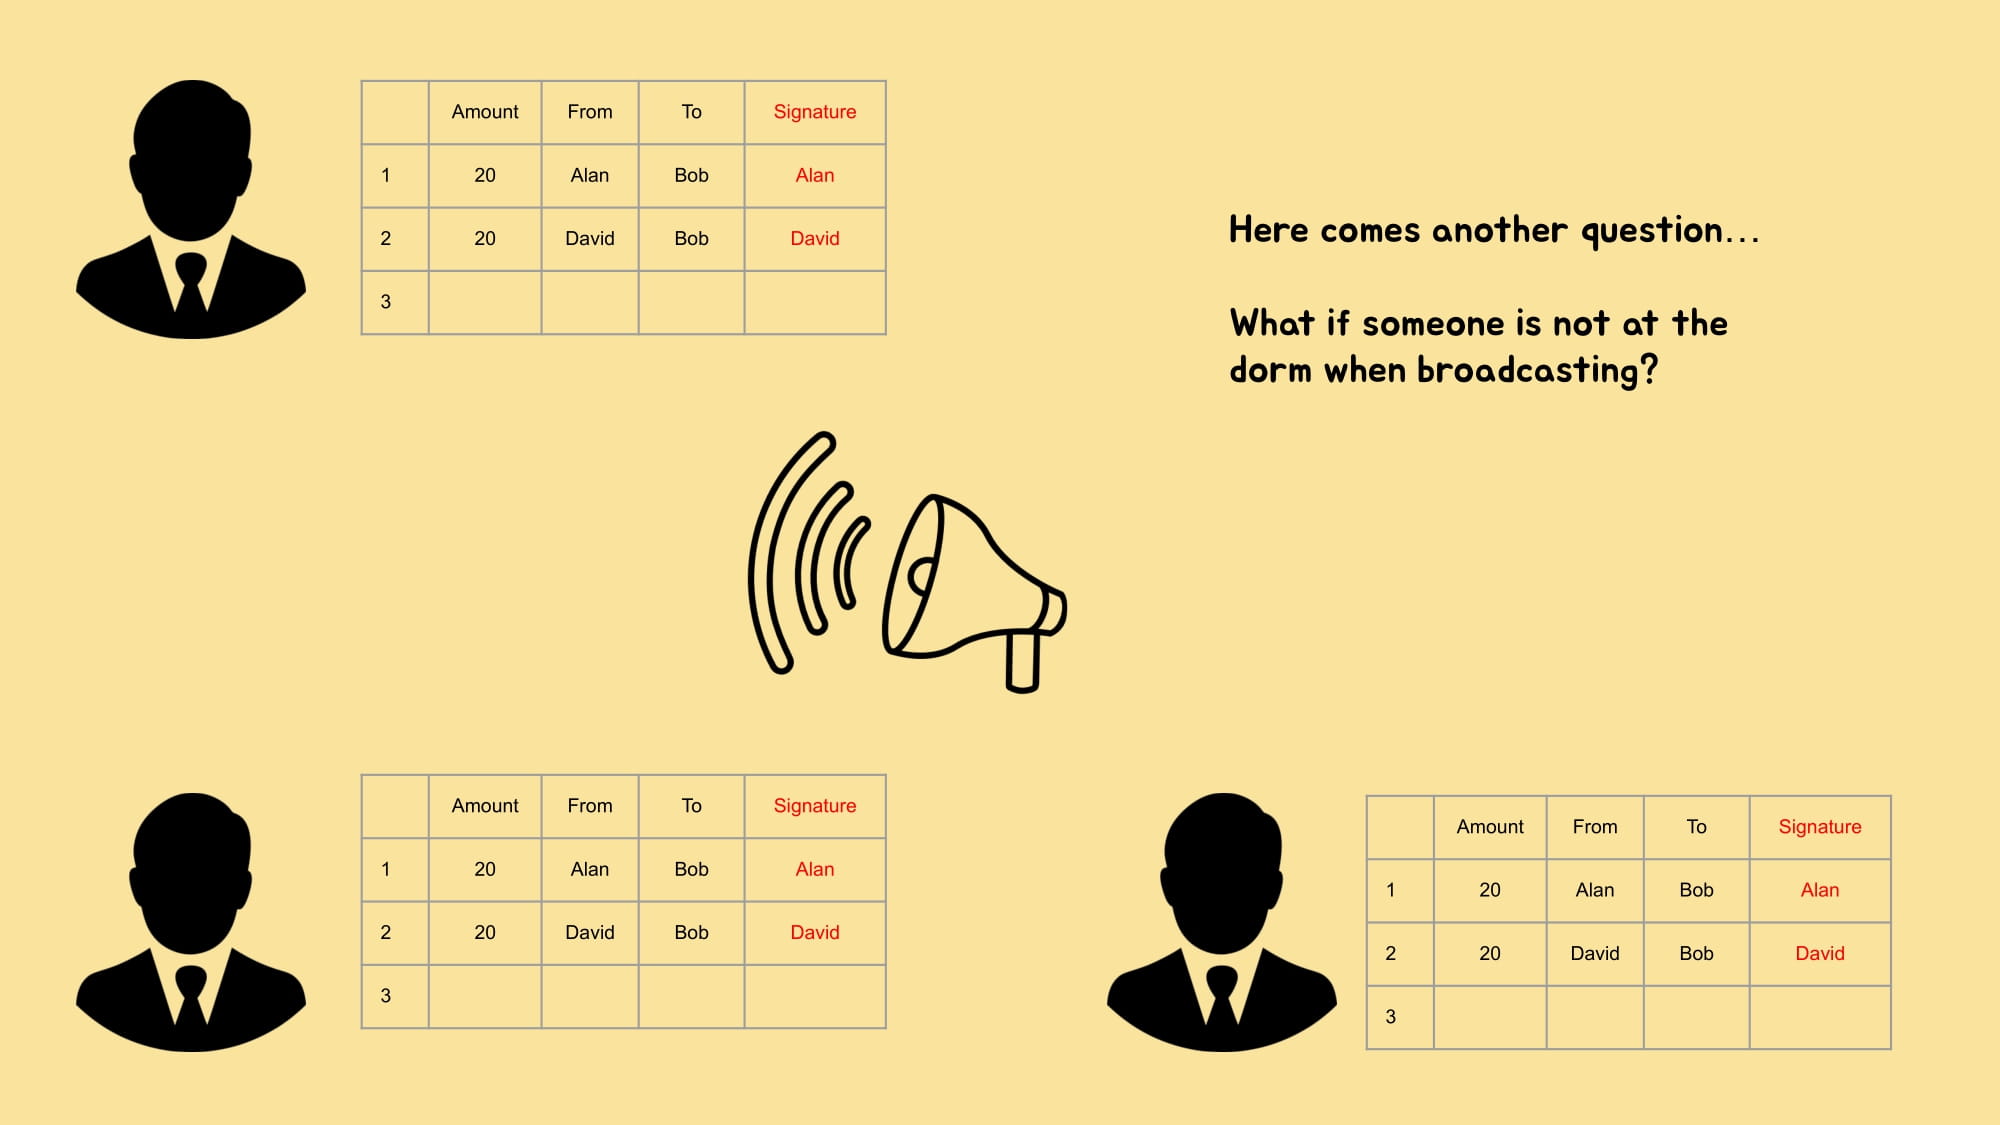 Amount From To Signature
1 20 Alan Bob Alan
2 20 David Bob David
3
Here comes another question...
What if someone is not at the
dorm when broadcasting?
Amount From To Signature
1 20 Alan Bob Alan
2 20 David Bob David
3
Amount From To Signature
1 20 Alan Bob Alan
2 20 David Bob David
3